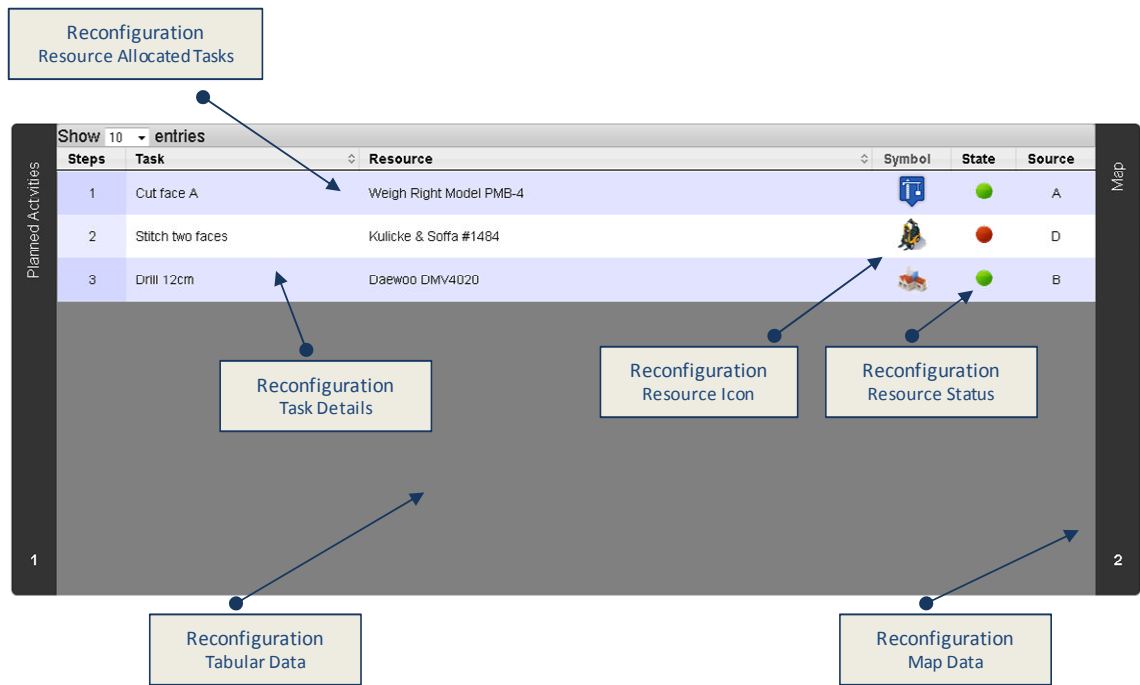 Reconfiguration
Resource Allocated Tasks
Show 10 entries
Steps Task Resource Symbol State Source
1 Cut face A Weigh Right Model PMB-4 A
2 Stitch two faces Kulicke & Soffa #1484 D
3 Drill 12cm Daewoo DMV4020 B
Planned Activities
1
Map
2
Reconfiguration
Task Details
Reconfiguration
Resource Icon
Reconfiguration
Resource Status
Reconfiguration
Tabular Data
Reconfiguration
Map Data